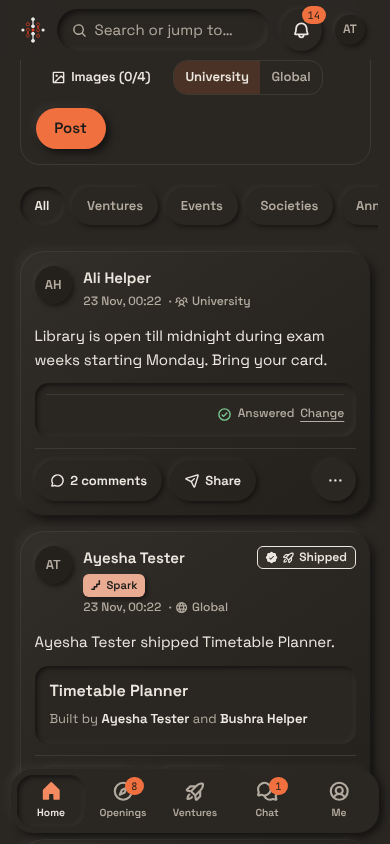 Search or jump to...
14
AT
Images (0/4)
University
Global
Post
All
Ventures
Events
Societies
Ann
AH
Ali Helper
23 Nov, 00:22 · University
Library is open till midnight during exam
weeks starting Monday. Bring your card.
Answered Change
2 comments
Share
AT
Ayesha Tester
Shipped
Spark
23 Nov, 00:22 · Global
Ayesha Tester shipped Timetable Planner.
Timetable Planner
Built by Ayesha Tester and Bushra Helper
Home
8
Openings
Ventures
1
Chat
Me